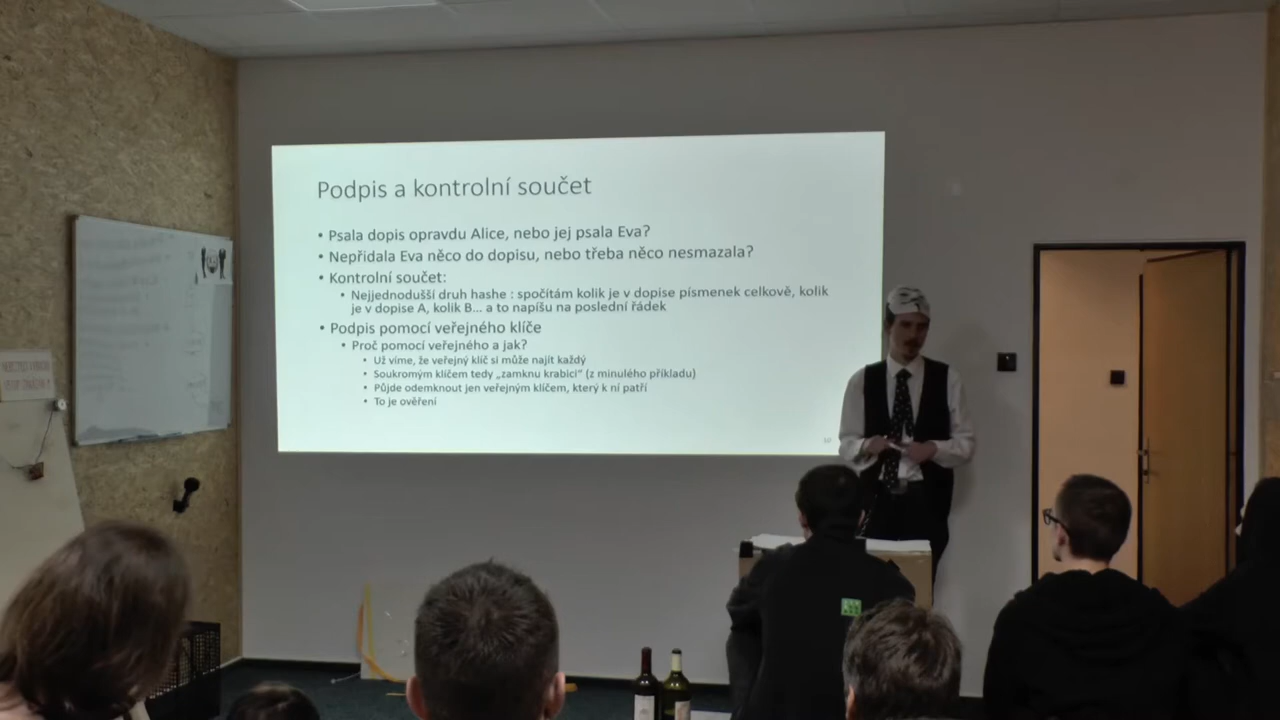 Podpis a kontrolní součet
• Psala dopis opravdu Alice, nebo jej psala Eva?
• Nepřidala Eva něco do dopisu, nebo třeba něco nesmazala?
• Kontrolní součet:
• Nejjednodušší druh hashe : spočítám kolik je v dopise písmenek celkově, kolik
je v dopise A, kolik B... a to napíšu na poslední řádek
• Podpis pomocí veřejného klíče
• Proč pomocí veřejného a jak?
• Už víme, že veřejný klíč si může najít každý
• Soukromým klíčem tedy „zamknu krabici“ (z minulého příkladu)
• Půjde odemknout jen veřejným klíčem, který k ní patří
• To je ověření